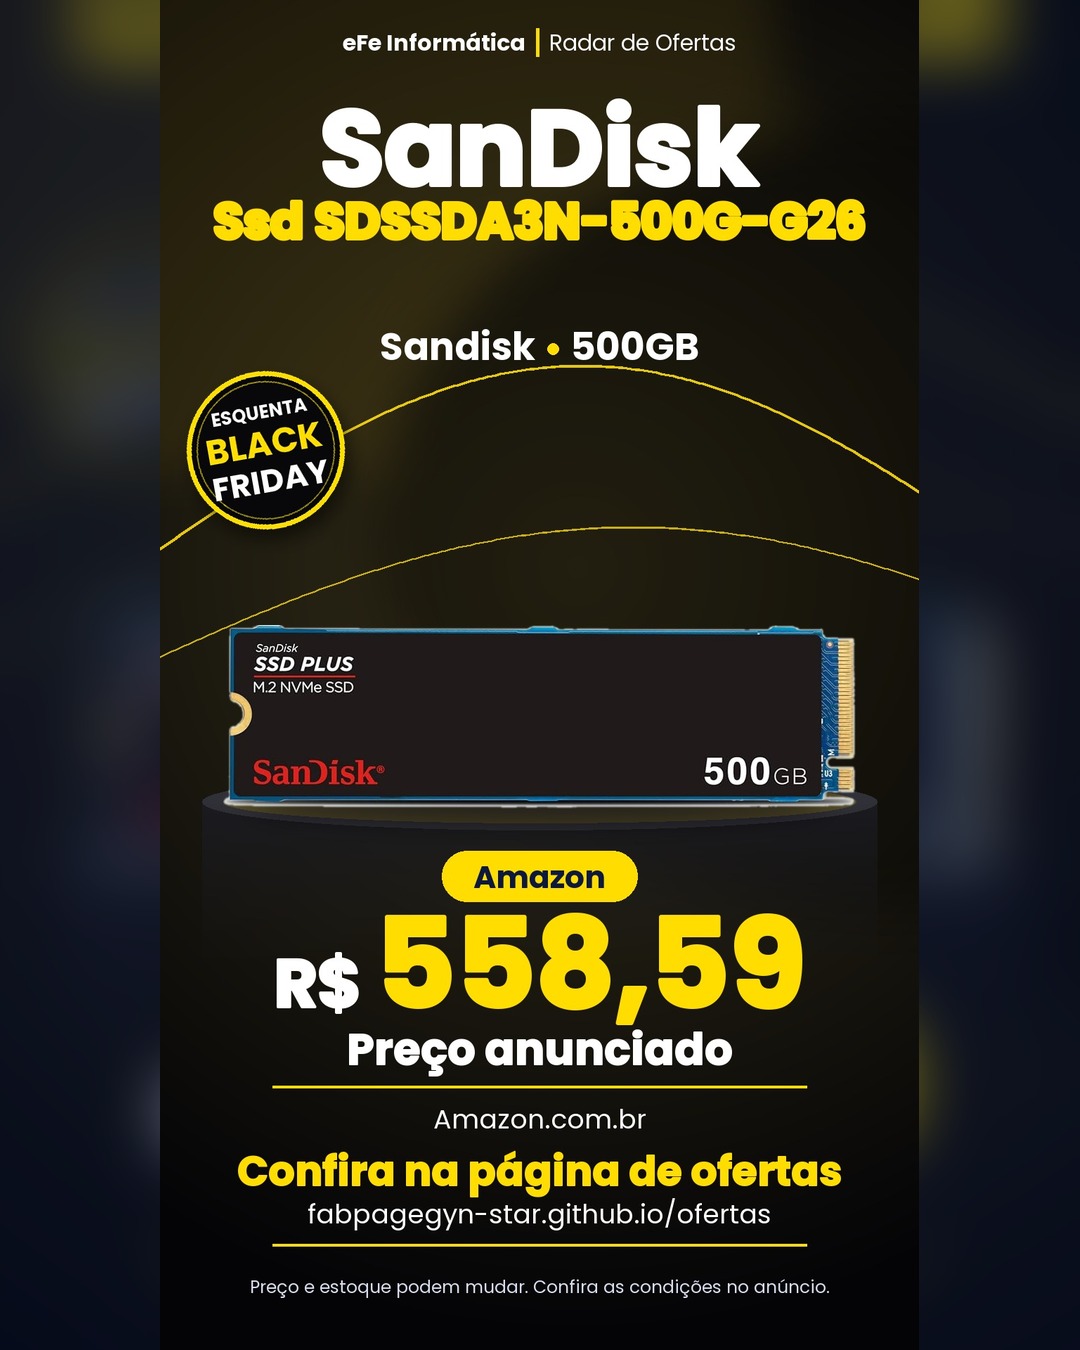 eFe Informática | Radar de Ofertas
SanDisk
Ssd SDSSDA3N-500G-G26
Sandisk • 500GB
ESQUENTA
BLACK
FRIDAY
SanDisk
SSD PLUS
M.2 NVMe SSD
SanDisk®
500GB
U3
Amazon
R$ 558,59
Preço anunciado
Amazon.com.br
Confira na página de ofertas
fabpagegyn-star.github.io/ofertas
Preço e estoque podem mudar. Confira as condições no anúncio.